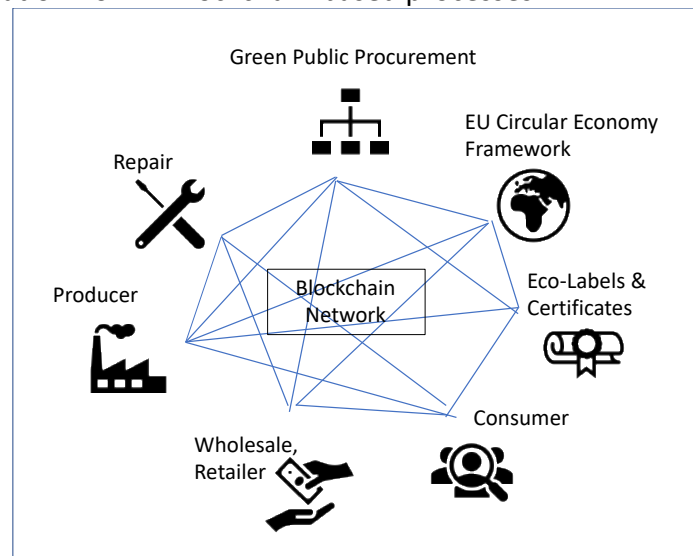 Green Public Procurement
EU Circular Economy
Framework
Repair
Blockchain
Network
Producer
Eco-Labels &
Certificates
Consumer
Wholesale,
Retailer